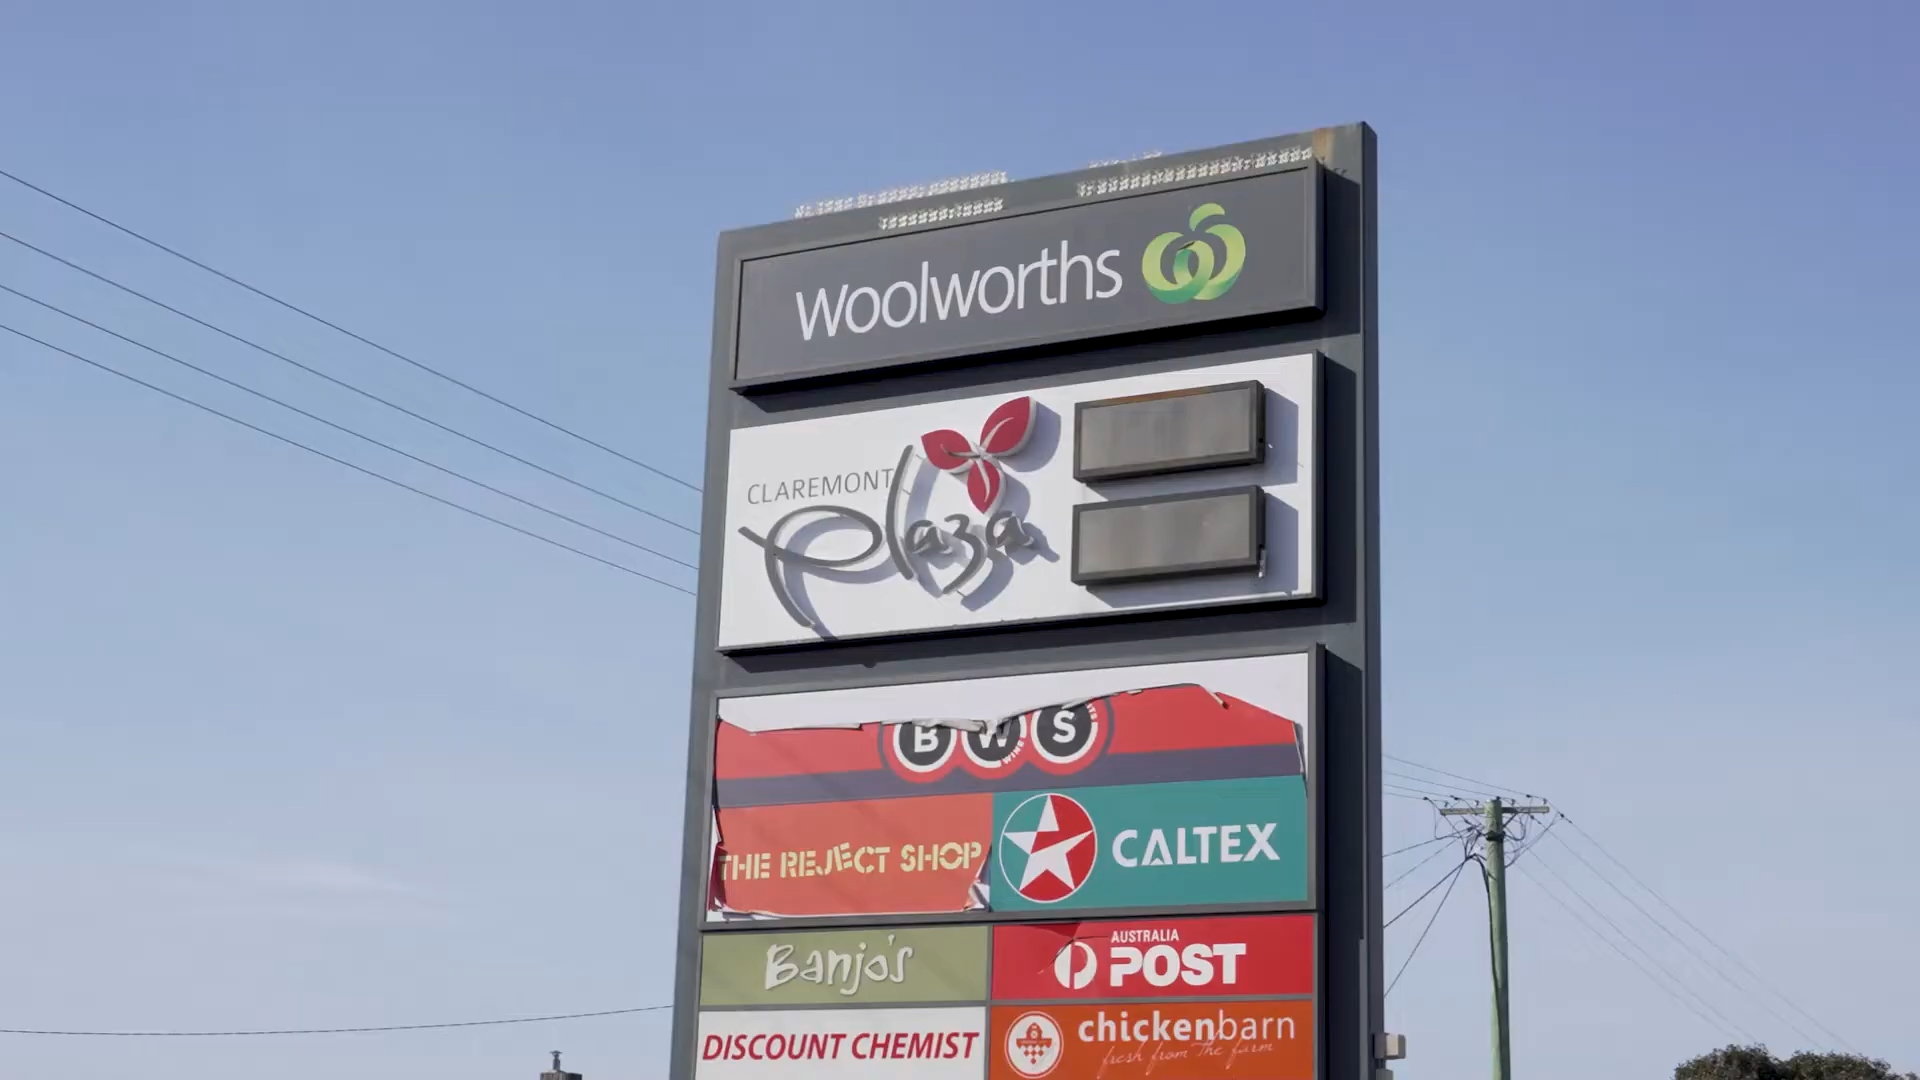 Woolworths
CLAREMONT
Plaza
BWS
THE REJECT SHOP
CALTEX
Banjo's
AUSTRALIA
POST
DISCOUNT CHEMIST
chickenbarn
fresh from the farm